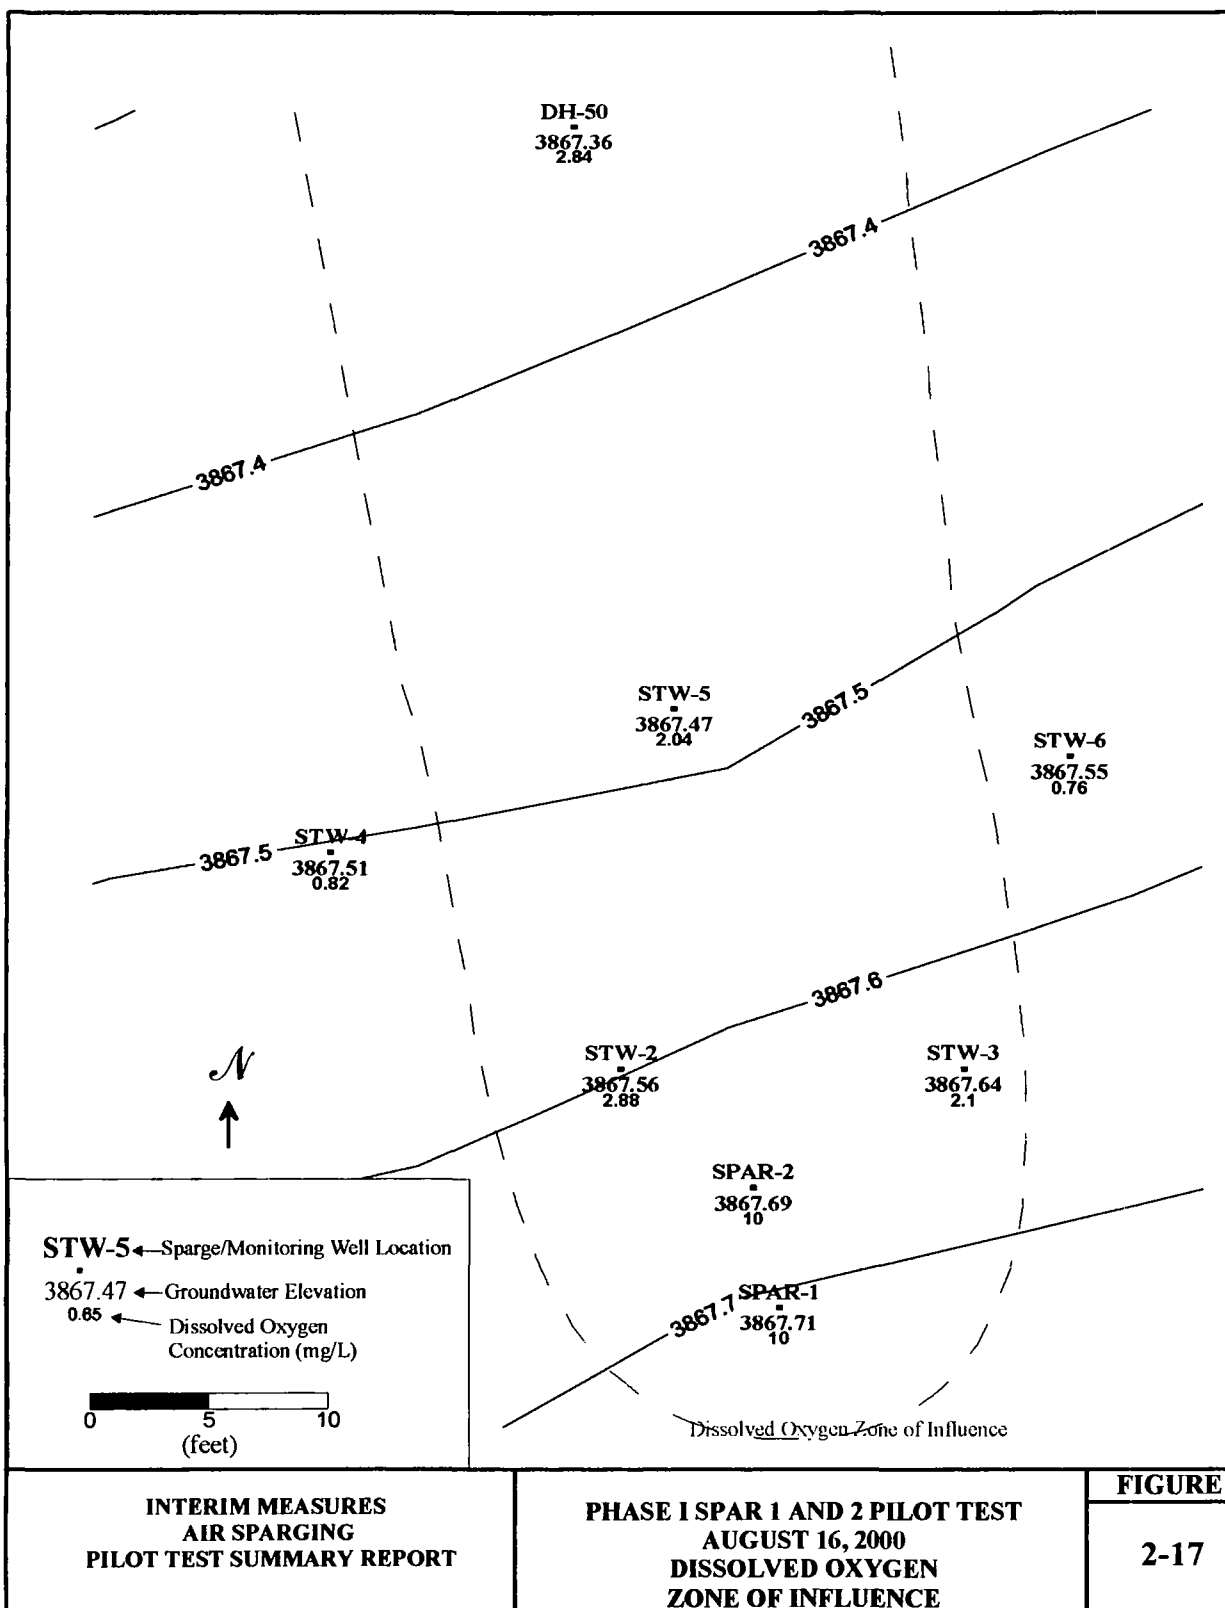 DH-50
3867.36
2.84
3867.4
3867.4
STW-5
3867.47
2.04
3867.5
STW-6
3867.55
0.76
STW-4
3867.51
0.82
3867.5
3867.6
STW-2
3867.56
2.88
STW-3
3867.64
2.1
N
SPAR-2
3867.69
10
SPAR-1
3867.71
10
3867.7
Dissolved Oxygen Zone of Influence
STW-5 Sparge/Monitoring Well Location
3867.47 Groundwater Elevation
0.65 Dissolved Oxygen
Concentration (mg/L)
0 5 10
(feet)
INTERIM MEASURES
AIR SPARGING
PILOT TEST SUMMARY REPORT
PHASE I SPAR 1 AND 2 PILOT TEST
AUGUST 16, 2000
DISSOLVED OXYGEN
ZONE OF INFLUENCE
FIGURE
2-17